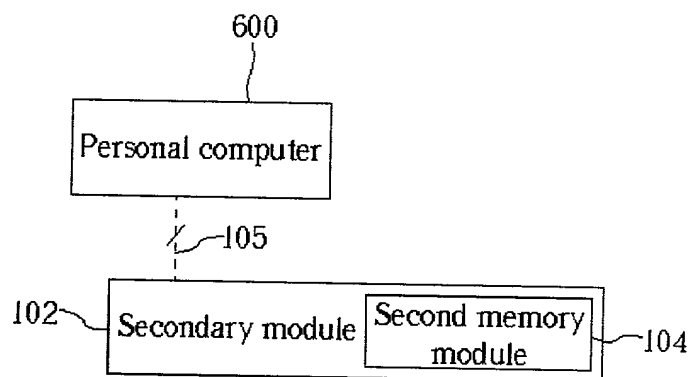 600
Personal computer
105
102
Secondary module
Second memory
module
104